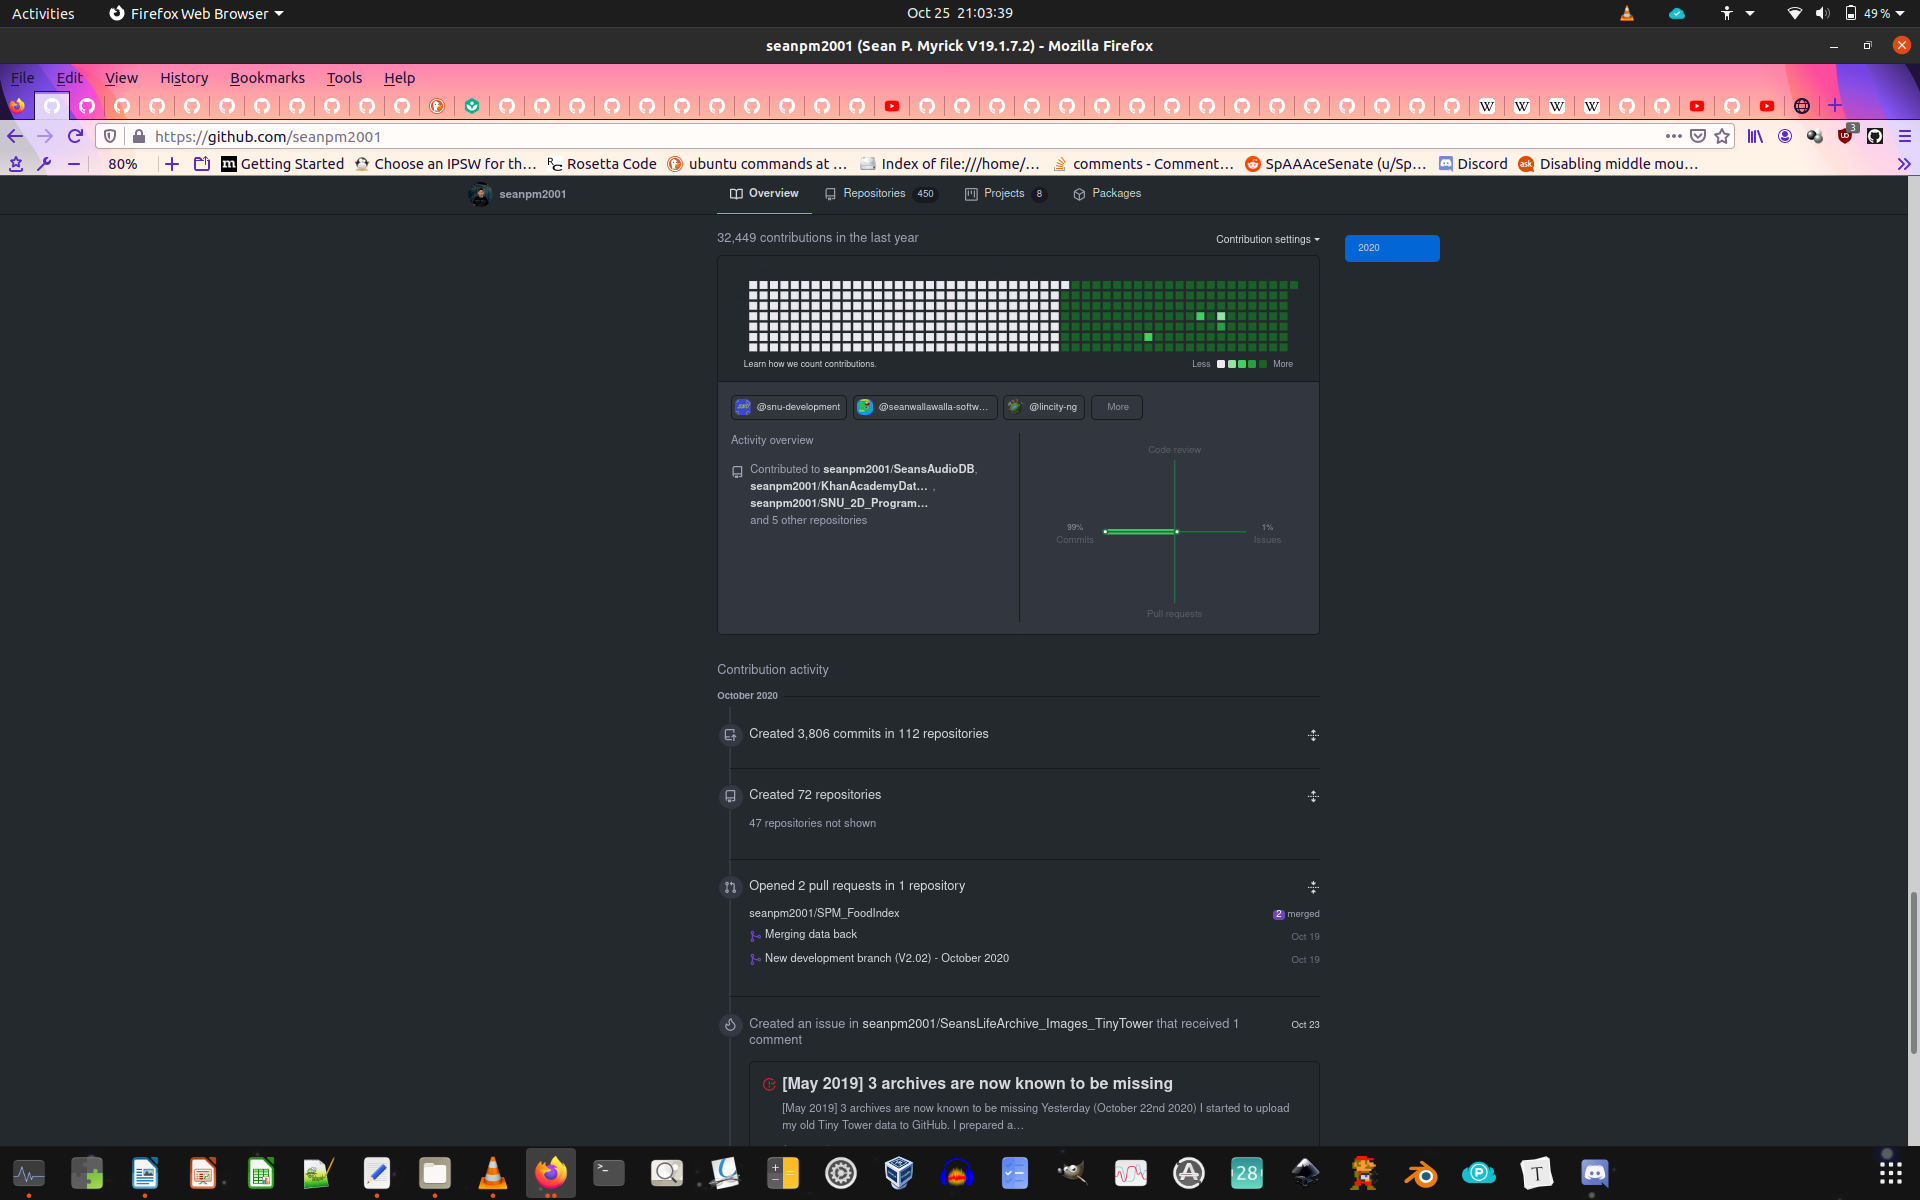 Activities
Firefox Web Browser
Oct 25 21:03:39
49 %
seanpm2001 (Sean P. Myrick V19.1.7.2) - Mozilla Firefox
File Edit View History Bookmarks Tools Help
https://github.com/seanpm2001
3
80%
Getting Started
Choose an IPSW for th...
Rosetta Code
ubuntu commands at ...
Index of file:///home/...
comments - Comment...
SpAAAceSenate (u/Sp...
Discord
Disabling middle mou...
seanpm2001
Overview
Repositories 450
Projects 8
Packages
32,449 contributions in the last year
Contribution settings
2020
Learn how we count contributions.
Less
More
@snu-development
@seanwallawalla-softw...
@lincity-ng
More
Activity overview
Contributed to seanpm2001/SeansAudioDB,
seanpm2001/KhanAcademyDat... ,
seanpm2001/SNU_2D_Program...
and 5 other repositories
Code review
99%
Commits
1%
Issues
Pull requests
Contribution activity
October 2020
Created 3,806 commits in 112 repositories
Created 72 repositories
47 repositories not shown
Opened 2 pull requests in 1 repository
seanpm2001/SPM_FoodIndex
2 merged
Merging data back
Oct 19
New development branch (V2.02) - October 2020
Oct 19
Created an issue in seanpm2001/SeansLifeArchive_Images_TinyTower that received 1
comment
Oct 23
[May 2019] 3 archives are now known to be missing
[May 2019] 3 archives are now known to be missing Yesterday (October 22nd 2020) I started to upload
my old Tiny Tower data to GitHub. I prepared a...
28
T